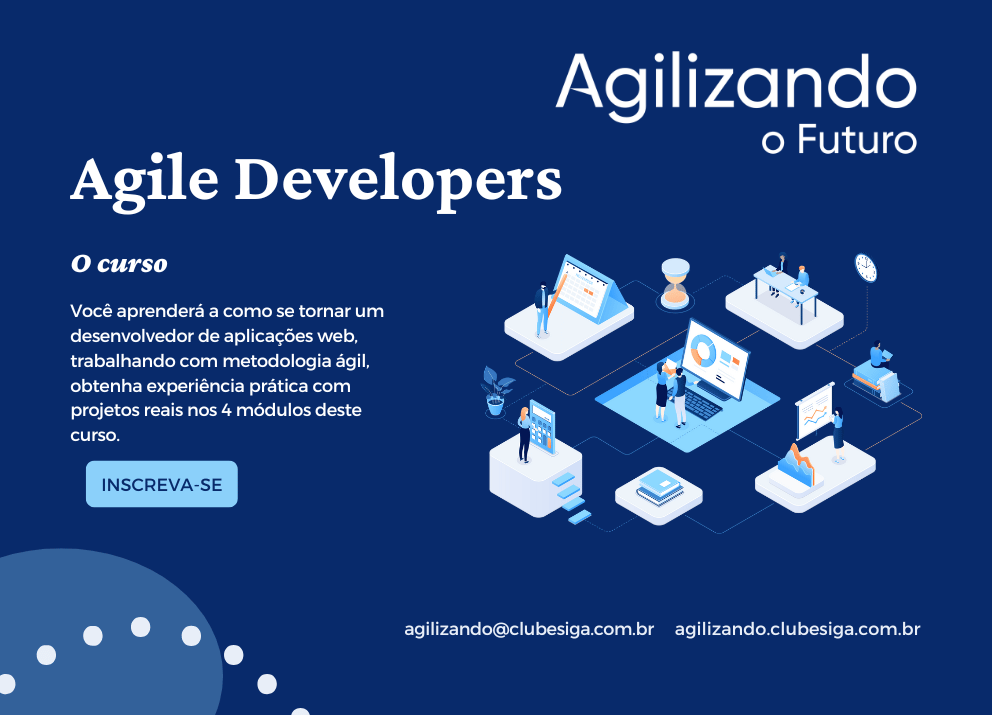 Agilizando
o Futuro
Agile Developers
O curso
Você aprenderá a como se tornar um
desenvolvedor de aplicações web,
trabalhando com metodologia ágil,
obtenha experiência prática com
projetos reais nos 4 módulos deste
curso.
INSCREVA-SE
agilizando@clubesiga.com.br agilizando.clubesiga.com.br